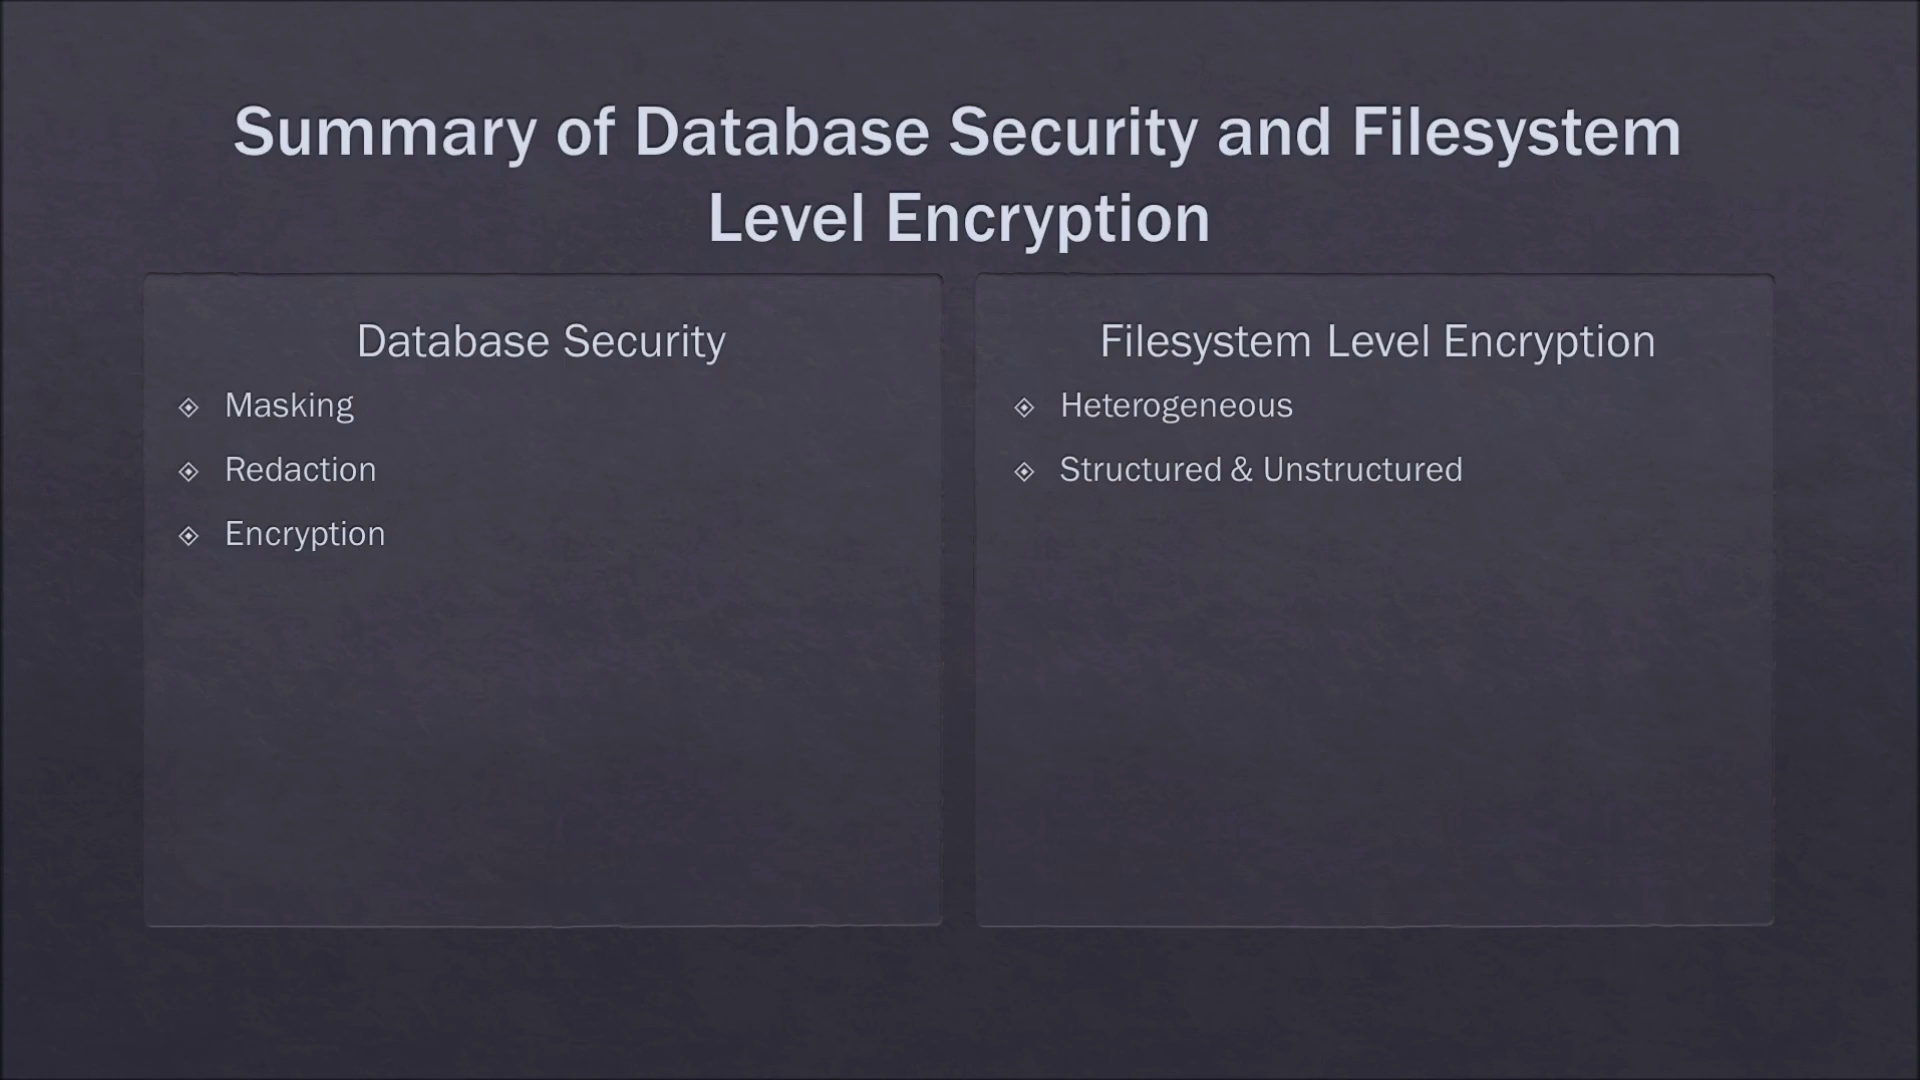 Summary of Database Security and Filesystem
Level Encryption
Database Security
Masking
Redaction
Encryption
Filesystem Level Encryption
Heterogeneous
Structured & Unstructured